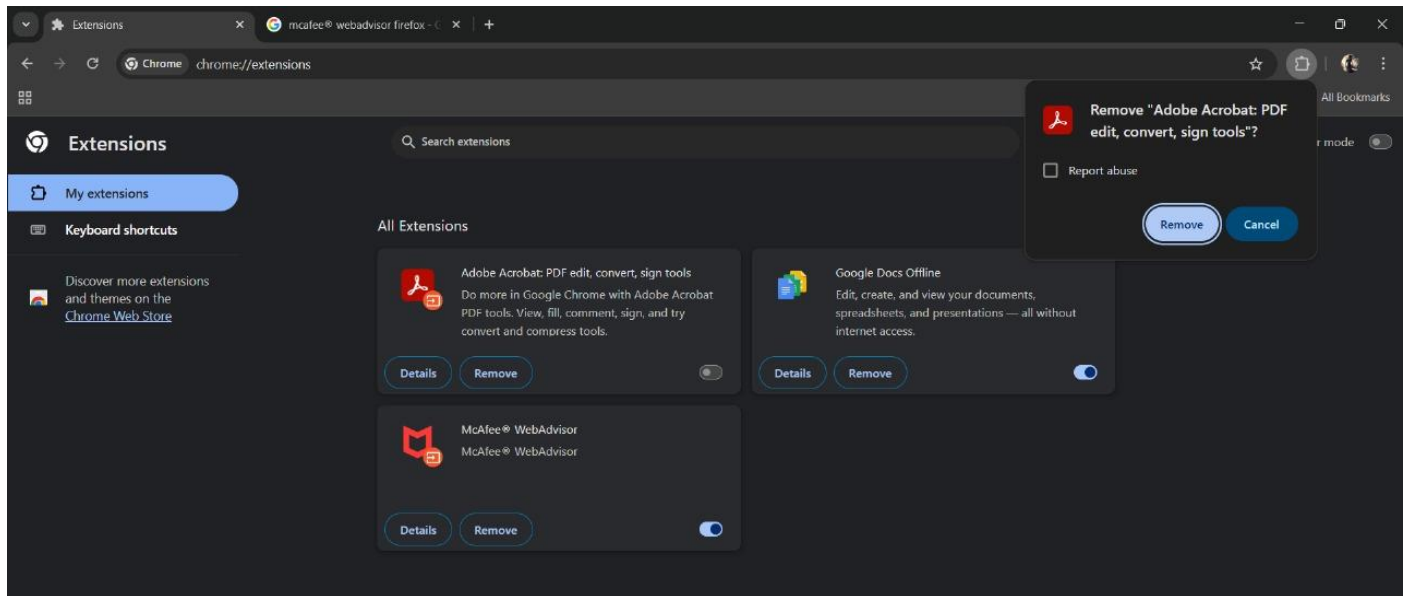 Extensions
mcafee® webadvisor firefox - G
Chrome
chrome://extensions
All Bookmarks
Extensions
Search extensions
r mode
Remove "Adobe Acrobat: PDF
edit, convert, sign tools"?
Report abuse
Remove
Cancel
My extensions
Keyboard shortcuts
Discover more extensions
and themes on the
Chrome Web Store
All Extensions
Adobe Acrobat: PDF edit, convert, sign tools
Do more in Google Chrome with Adobe Acrobat
PDF tools. View, fill, comment, sign, and try
convert and compress tools.
Details
Remove
Google Docs Offline
Edit, create, and view your documents,
spreadsheets, and presentations — all without
internet access.
Details
Remove
McAfee® WebAdvisor
McAfee® WebAdvisor
Details
Remove